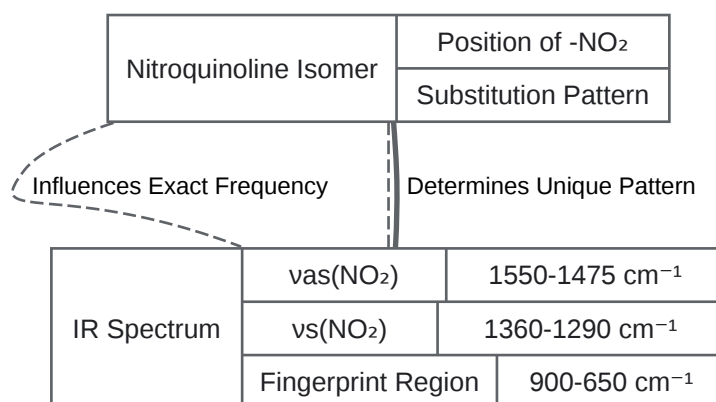 Nitroquinoline Isomer
Position of -NO₂
Substitution Pattern
Influences Exact Frequency
Determines Unique Pattern
IR Spectrum
νas(NO₂)
1550-1475 cm⁻¹
νs(NO₂)
1360-1290 cm⁻¹
Fingerprint Region
900-650 cm⁻¹